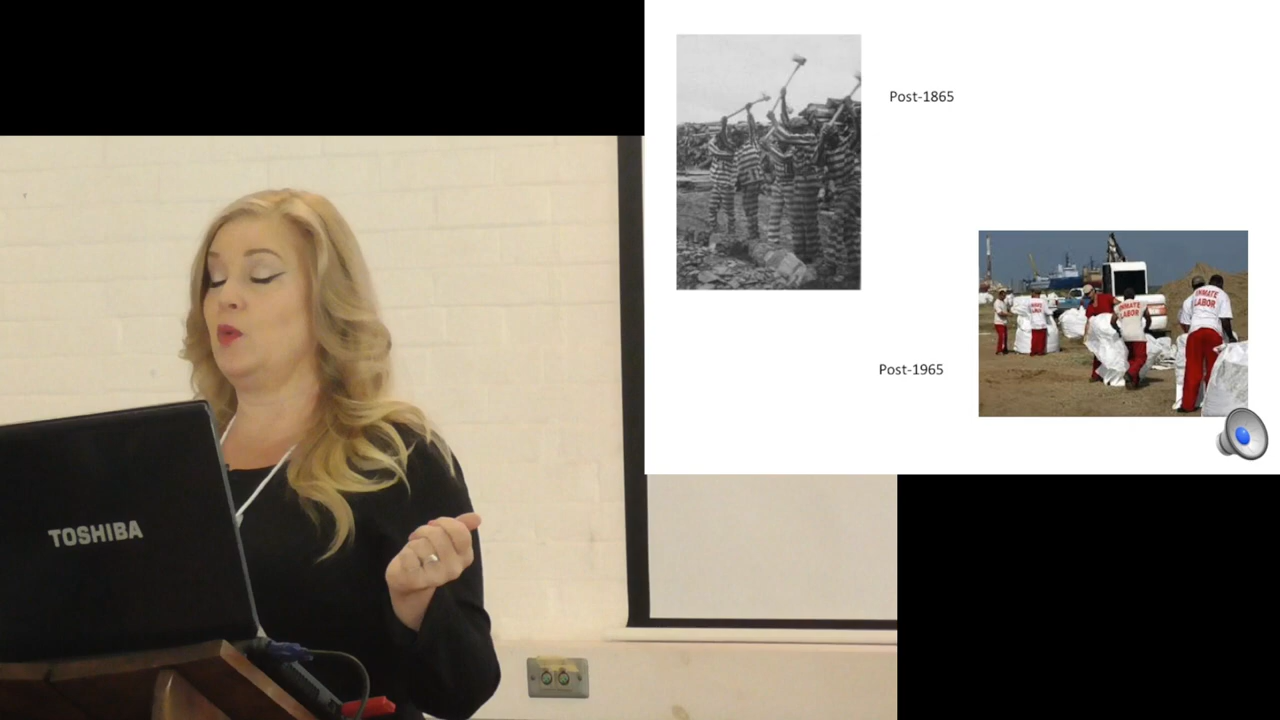 Post-1865
INMATE
LABOR
INMATE
LABOR
Post-1965
TOSHIBA